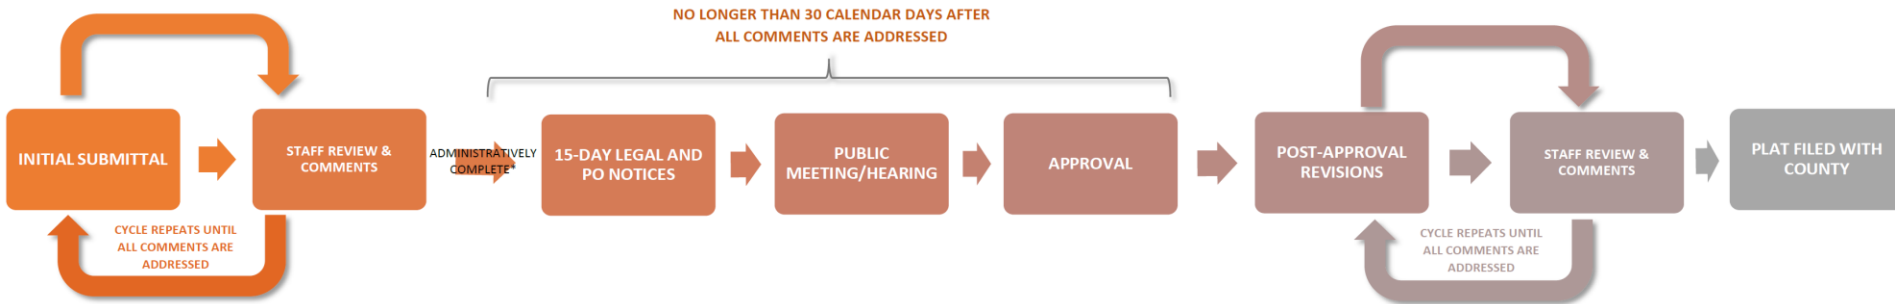 NO LONGER THAN 30 CALENDAR DAYS AFTER
ALL COMMENTS ARE ADDRESSED
INITIAL SUBMITTAL
STAFF REVIEW &
COMMENTS
CYCLE REPEATS UNTIL
ALL COMMENTS ARE
ADDRESSED
ADMINISTRATIVELY
COMPLETE*
15-DAY LEGAL AND
PO NOTICES
PUBLIC
MEETING/HEARING
APPROVAL
POST-APPROVAL
REVISIONS
STAFF REVIEW &
COMMENTS
CYCLE REPEATS UNTIL
ALL COMMENTS ARE
ADDRESSED
PLAT FILED WITH
COUNTY